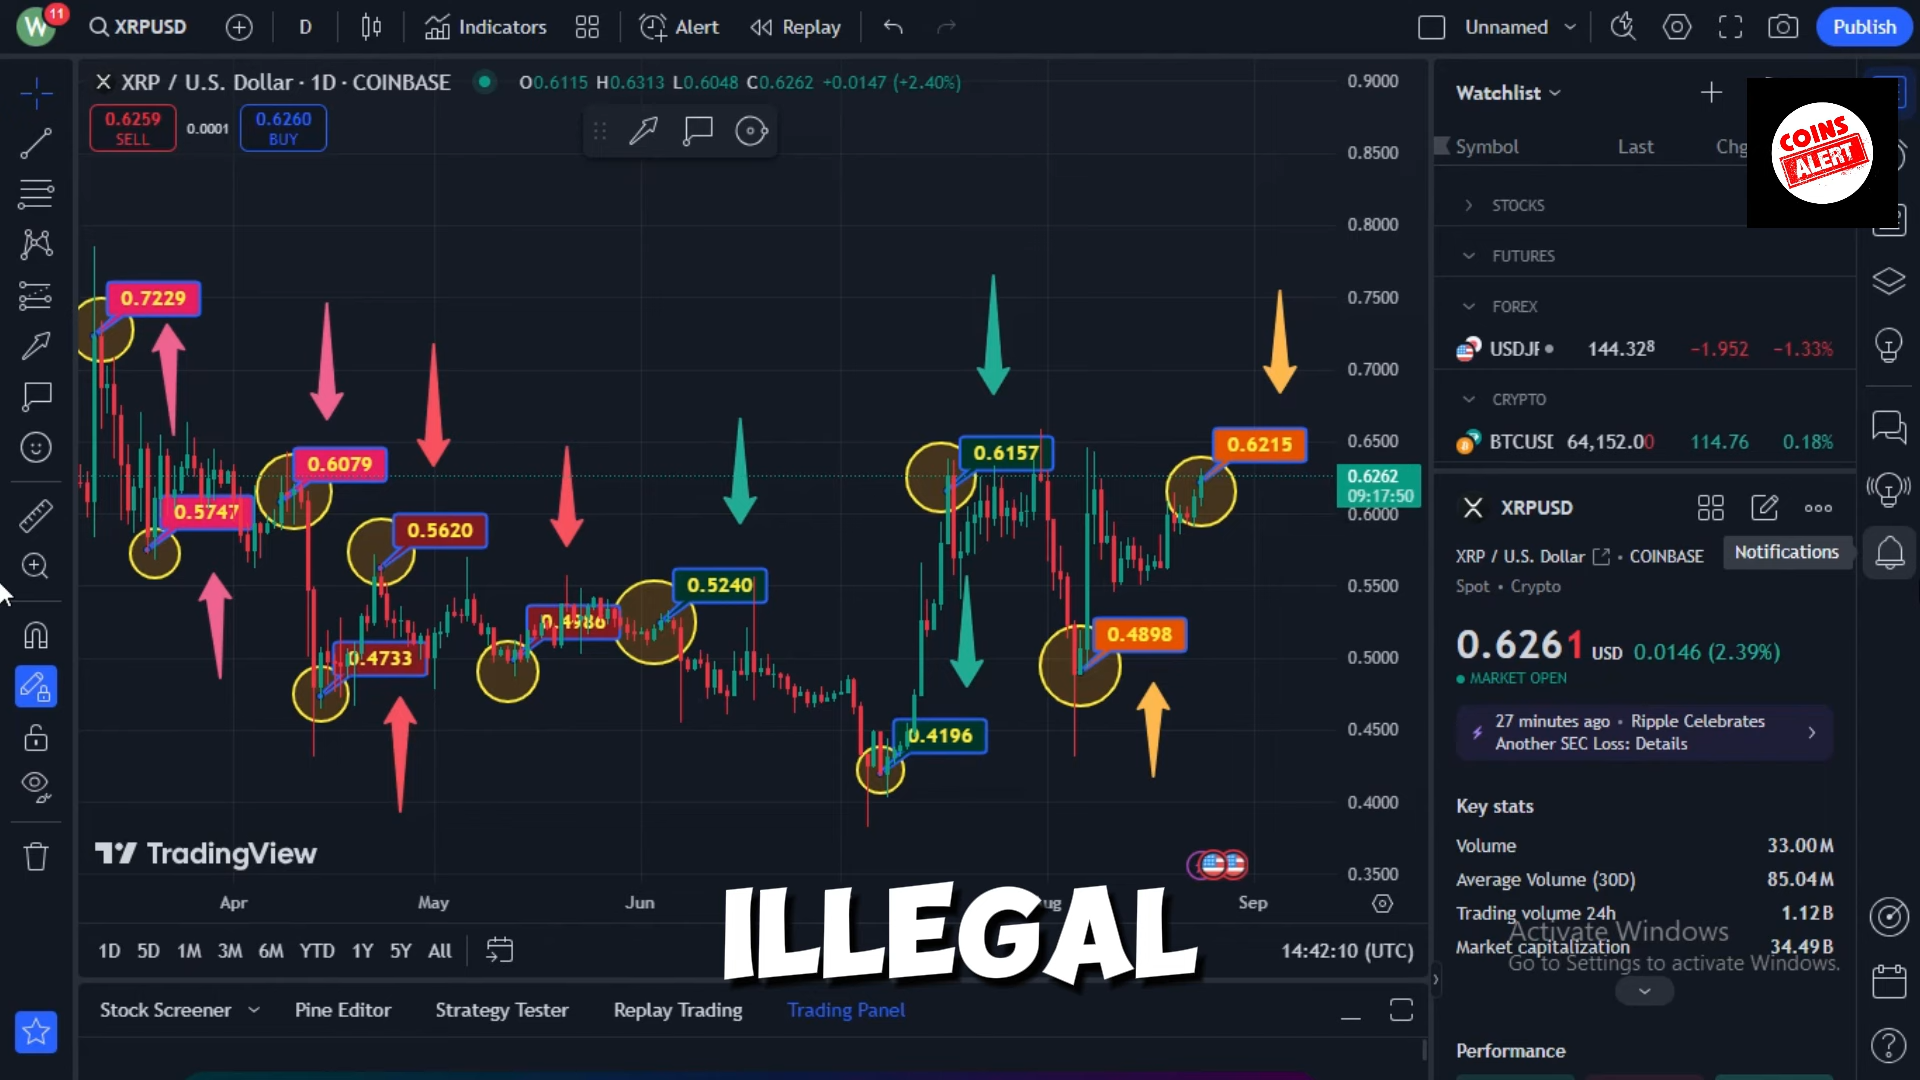 W 11 XRPUSD D Indicators Alert Replay Unnamed Publish
XRP / U.S. Dollar · 1D · COINBASE O0.6115 H0.6313 L0.6048 C0.6262 +0.0147 (+2.40%)
0.6259 SELL 0.0001 0.6260 BUY
0.9000
0.8500
0.8000
0.7500
0.7000
0.6500
0.6262
09:17:50
0.6000
0.5500
0.5000
0.4500
0.4000
0.3500
0.7229
0.6079
0.5747
0.5620
0.4733
0.4986
0.5240
0.6157
0.4196
0.4898
0.6215
TradingView
Apr May Jun Sep
ILLEGAL
1D 5D 1M 3M 6M YTD 1Y 5Y All 14:42:10 (UTC)
Stock Screener Pine Editor Strategy Tester Replay Trading Trading Panel
Watchlist
COINS
ALERT
Symbol Last Chg
STOCKS
FUTURES
FOREX
USDJF 144.328 −1.952 −1.33%
CRYPTO
BTCUSD 64,152.00 114.76 0.18%
XRPUSD
XRP / U.S. Dollar · COINBASE
Notifications
Spot • Crypto
0.6261 USD 0.0146 (2.39%)
MARKET OPEN
27 minutes ago • Ripple Celebrates
Another SEC Loss: Details
Key stats
Volume 33.00M
Average Volume (30D) 85.04M
Trading volume 24h 1.12B
Market capitalization 34.49B
Activate Windows
Go to Settings to activate Windows.
Performance